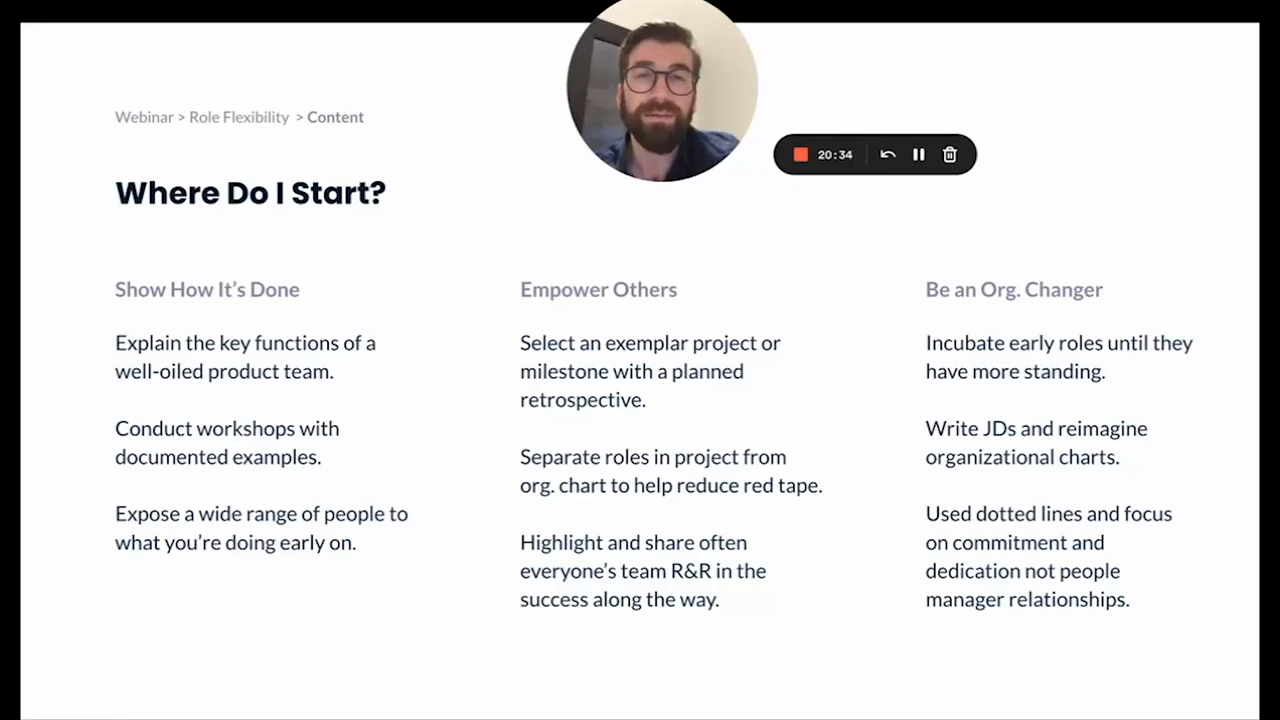 Webinar > Role Flexibility > Content
20:34
Where Do I Start?
Show How It’s Done
Explain the key functions of a
well-oiled product team.
Conduct workshops with
documented examples.
Expose a wide range of people to
what you’re doing early on.
Empower Others
Select an exemplar project or
milestone with a planned
retrospective.
Separate roles in project from
org. chart to help reduce red tape.
Highlight and share often
everyone’s team R&R in the
success along the way.
Be an Org. Changer
Incubate early roles until they
have more standing.
Write JDs and reimagine
organizational charts.
Used dotted lines and focus
on commitment and
dedication not people
manager relationships.